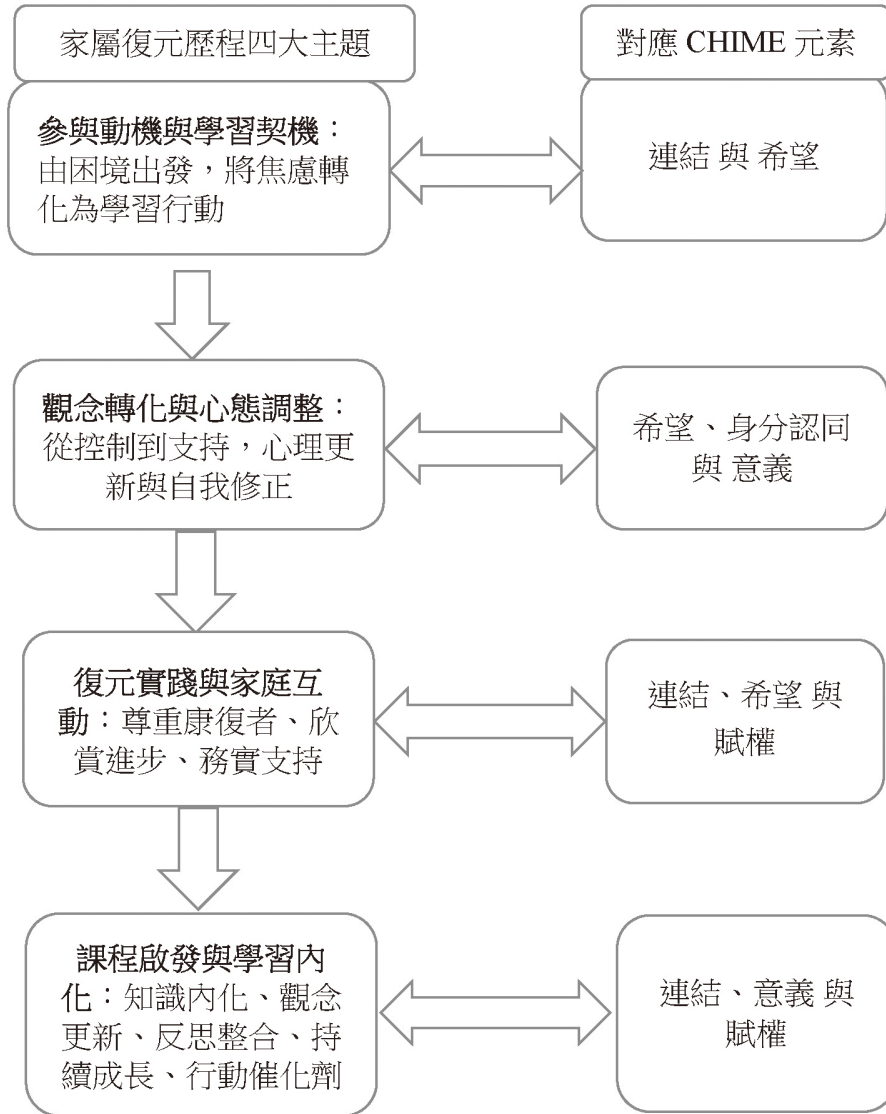 家屬復元歷程四大主題
對應 CHIME 元素
參與動機與學習契機：
由困境出發，將焦慮轉
化為學習行動
連結 與 希望
觀念轉化與心態調整：
從控制到支持，心理更
新與自我修正
希望、身分認同
與 意義
復元實踐與家庭互
動：尊重康復者、欣
賞進步、務實支持
連結、希望 與
賦權
課程啟發與學習內
化：知識內化、觀念
更新、反思整合、持
續成長、行動催化劑
連結、意義 與
賦權